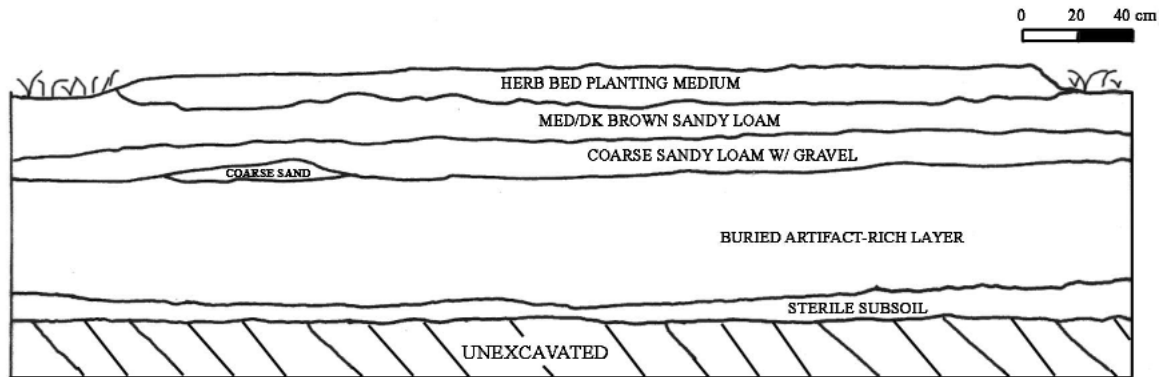 0 20 40 cm
HERB BED PLANTING MEDIUM
MED/DK BROWN SANDY LOAM
COARSE SANDY LOAM W/ GRAVEL
COARSE SAND
BURIED ARTIFACT-RICH LAYER
STERILE SUBSOIL
UNEXCAVATED